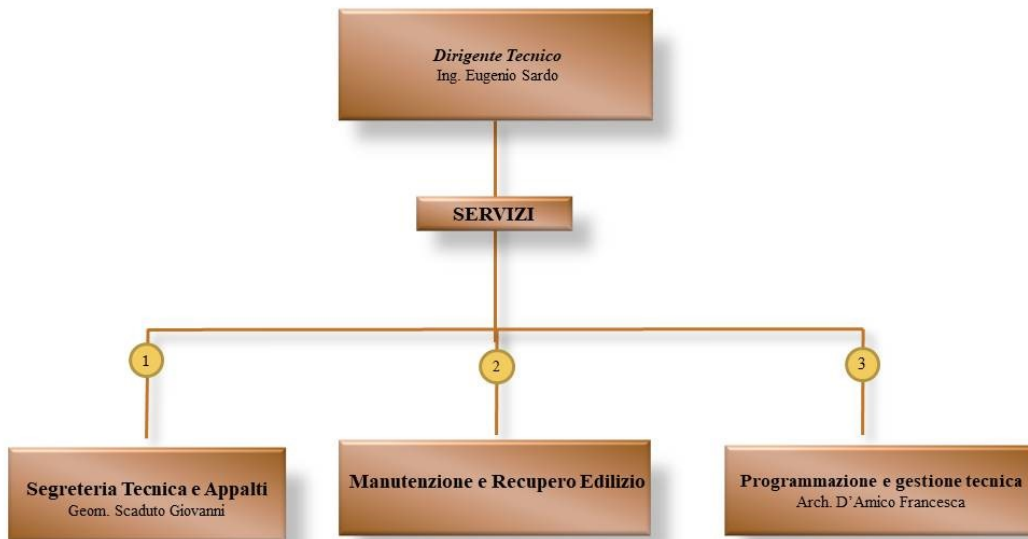 Dirigente Tecnico
Ing. Eugenio Sardo
SERVIZI
1
2
3
Segreteria Tecnica e Appalti
Geom. Scaduto Giovanni
Manutenzione e Recupero Edilizio
Programmazione e gestione tecnica
Arch. D’Amico Francesca